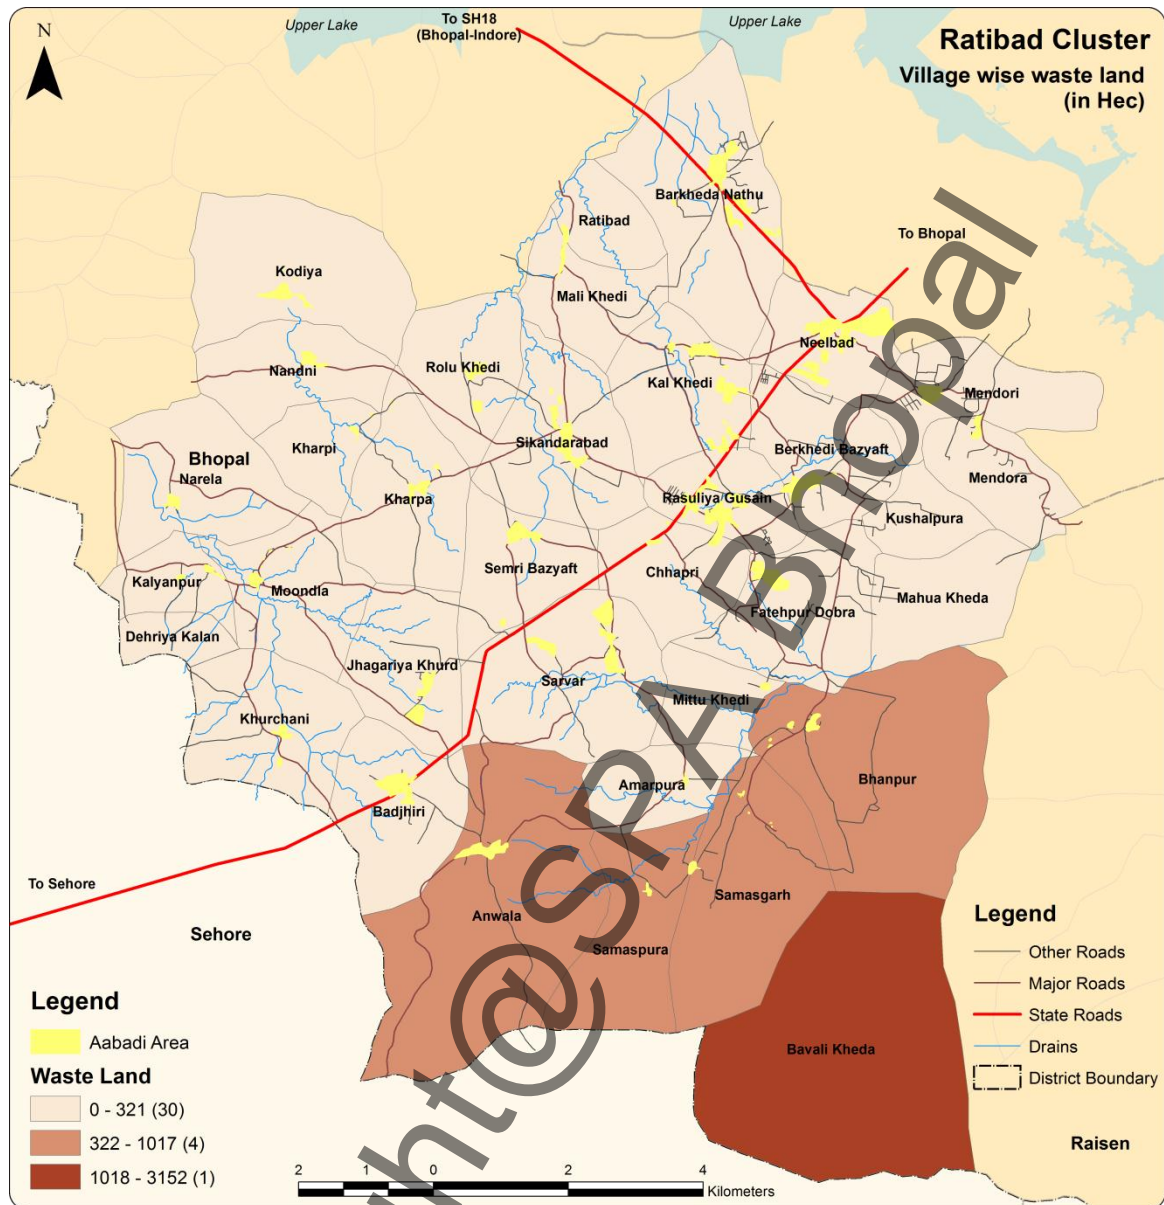 Upper Lake
To SH18
(Bhopal-Indore)
Upper Lake
N
Ratibad Cluster
Village wise waste land
(in Hec)
Barkheda Nathu
Ratibad
To Bhopal
Kodiya
Mali Khedi
Neelbad
Nandni
Rolu Khedi
Kal Khedi
Mendori
Sikandarabad
Kharpi
Berkhedi Bazyaft
Bhopal
Narela
Mendora
Kharpa
Rasuliya Gusain
Kushalpura
Semri Bazyaft
Chhapri
Kalyanpur
Moondla
Mahua Kheda
Fatehpur Dobra
Dehriya Kalan
Jhagariya Khurd
Sarvar
Mittu Khedi
Khurchani
Bhanpur
Amarpura
Badjhiri
To Sehore
Samasgarh
Anwala
Sehore
Samaspura
Bavali Kheda
Raisen
Legend
Aabadi Area
Waste Land
0 - 321 (30)
322 - 1017 (4)
1018 - 3152 (1)
2 1 0 2 4
Kilometers
Legend
Other Roads
Major Roads
State Roads
Drains
District Boundary
ht@SPA Bhopal